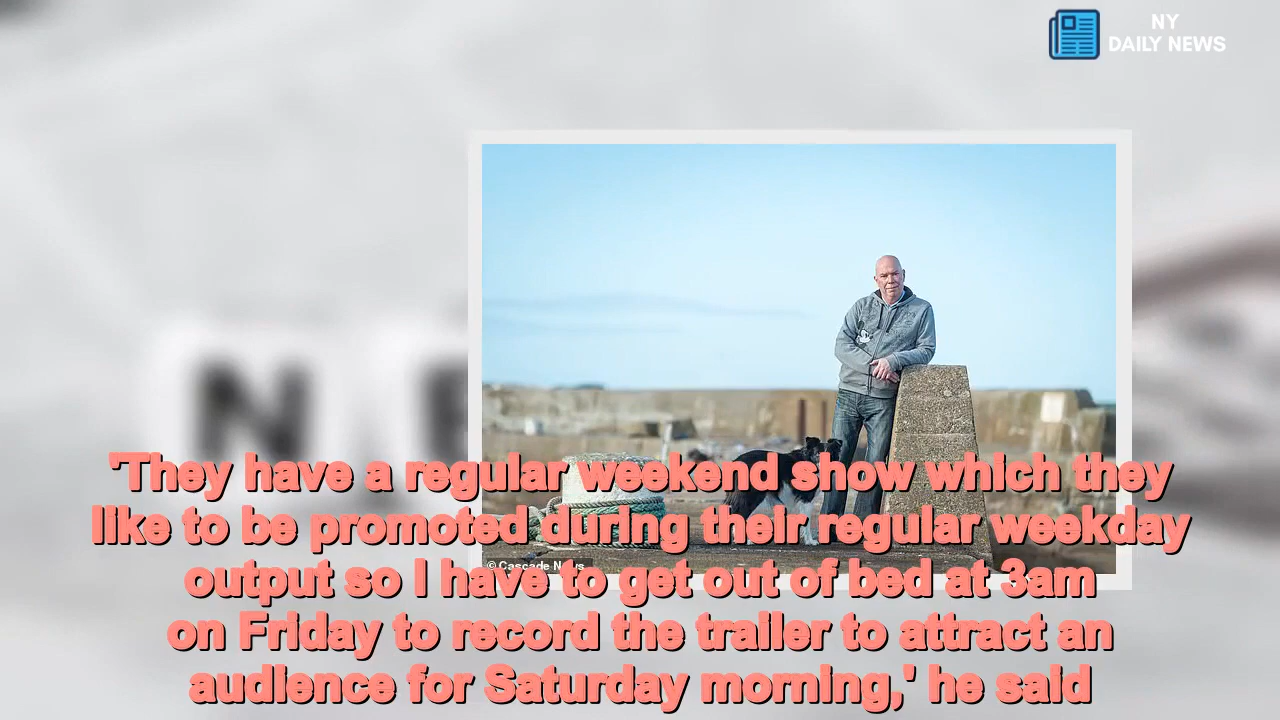 NY
DAILY NEWS
N
© Cascade News
'They have a regular weekend show which they
like to be promoted during their regular weekday
output so I have to get out of bed at 3am
on Friday to record the trailer to attract an
audience for Saturday morning,' he said